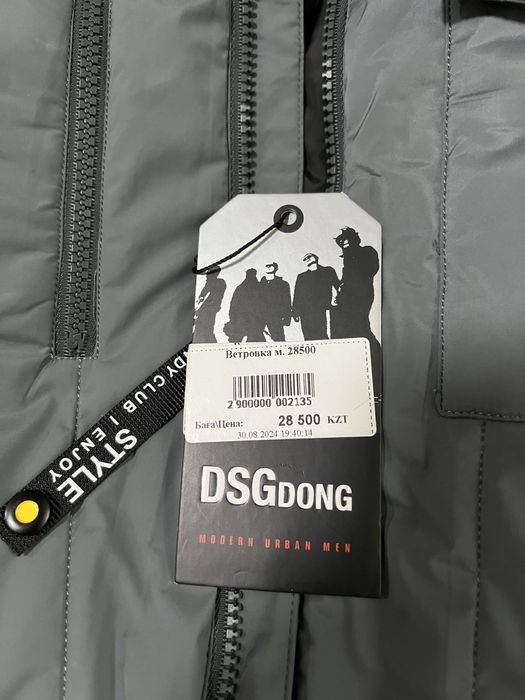 Ветровка м. 28500
2 900000 002135
Баға\Цена: 28 500 KZT
30.08.2024 19:40:14
DSGDONG
MODERN URBAN MEN
DY CLUB I ENJOY
STYLE